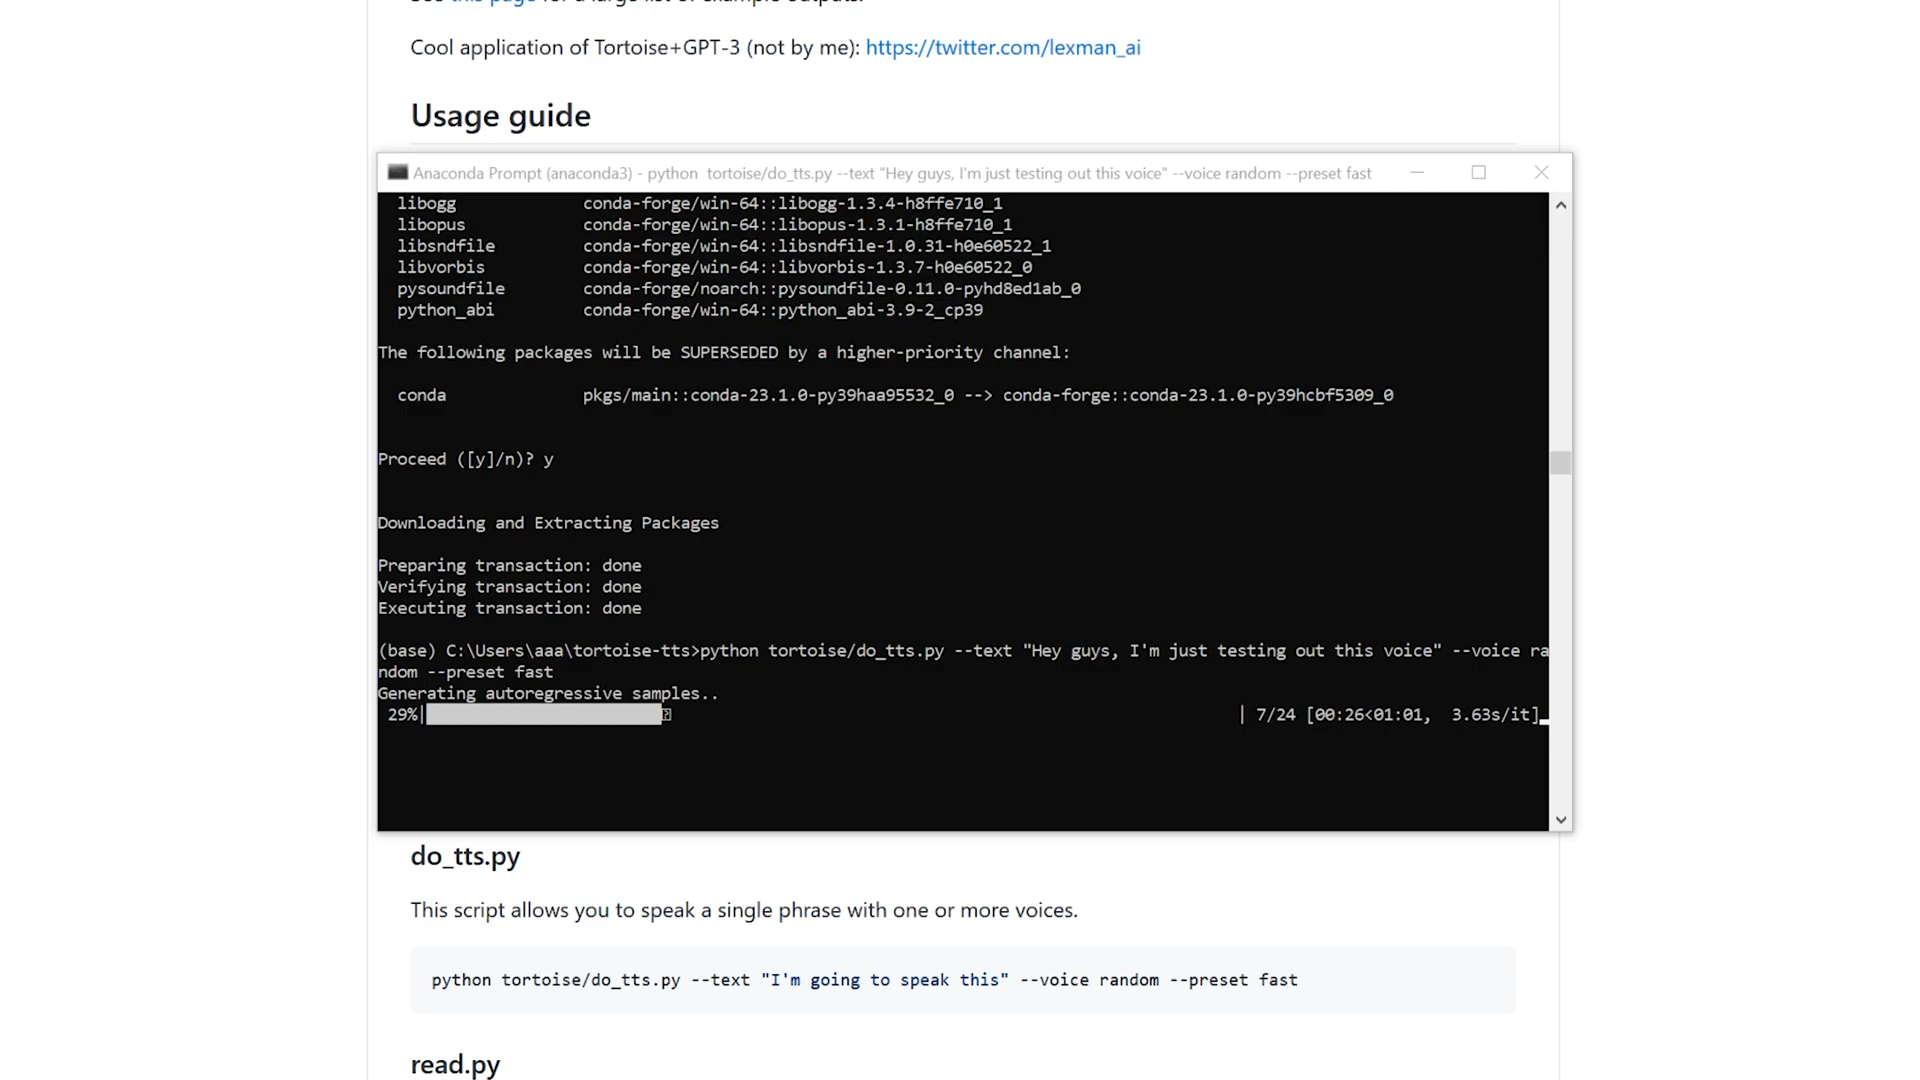 See this page for a large list of example outputs.
Cool application of Tortoise+GPT-3 (not by me): https://twitter.com/lexman_ai
Usage guide
Anaconda Prompt (anaconda3) - python  tortoise/do_tts.py --text "Hey guys, I'm just testing out this voice" --voice random --preset fast
libogg conda-forge/win-64::libogg-1.3.4-h8ffe710_1
libopus conda-forge/win-64::libopus-1.3.1-h8ffe710_1
libsndfile conda-forge/win-64::libsndfile-1.0.31-h0e60522_1
libvorbis conda-forge/win-64::libvorbis-1.3.7-h0e60522_0
pysoundfile conda-forge/noarch::pysoundfile-0.11.0-pyhd8ed1ab_0
python_abi conda-forge/win-64::python_abi-3.9-2_cp39
The following packages will be SUPERSEDED by a higher-priority channel:
conda pkgs/main::conda-23.1.0-py39haa95532_0 --> conda-forge::conda-23.1.0-py39hcbf5309_0
Proceed ([y]/n)? y
Downloading and Extracting Packages
Preparing transaction: done
Verifying transaction: done
Executing transaction: done
(base) C:\Users\aaa\tortoise-tts>python tortoise/do_tts.py --text "Hey guys, I'm just testing out this voice" --voice ra
ndom --preset fast
Generating autoregressive samples..
29%| | 7/24 [00:26<01:01,  3.63s/it]
do_tts.py
This script allows you to speak a single phrase with one or more voices.
python tortoise/do_tts.py --text "I'm going to speak this" --voice random --preset fast
read.py